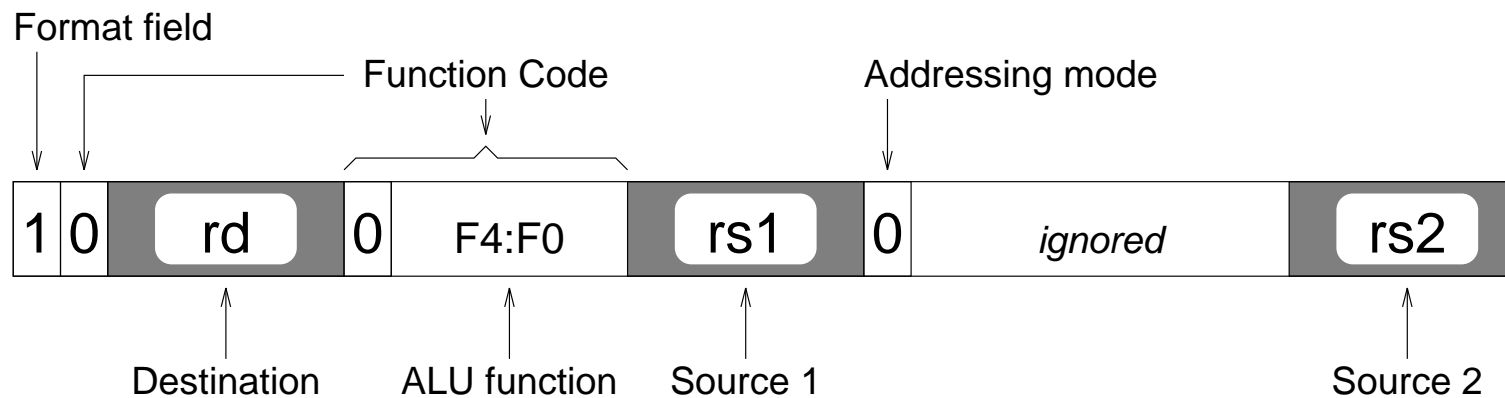 Format field
Function Code Addressing mode
1 0 rd 0 F4:F0 rs1 0 ignored rs2
Destination ALU function Source 1 Source 2